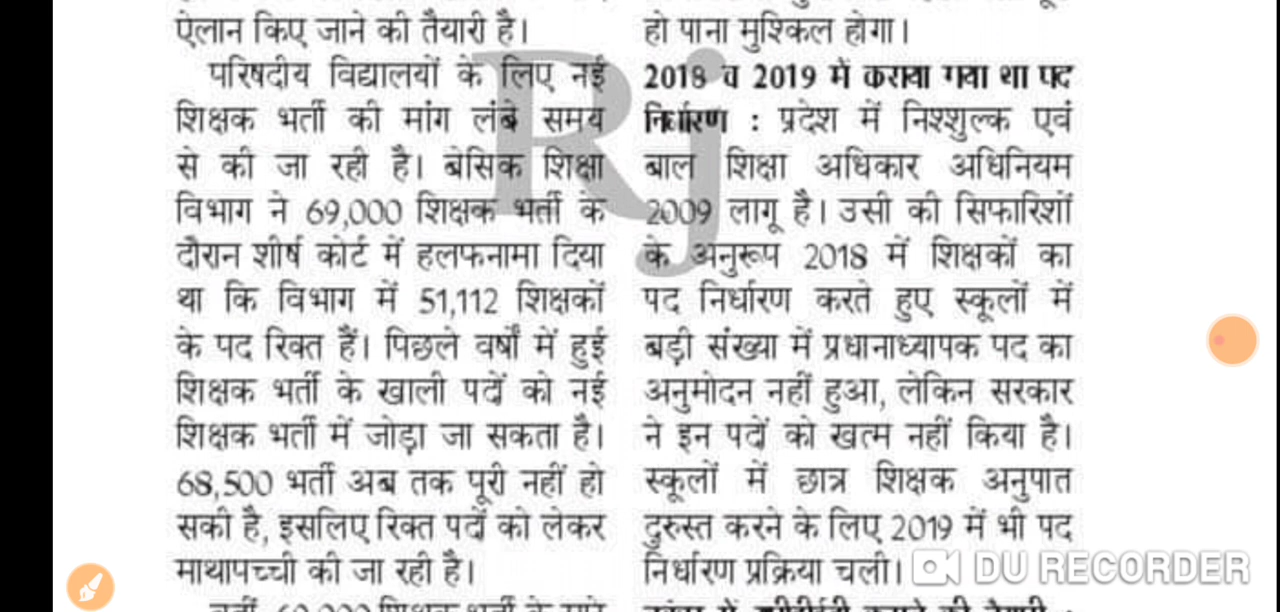 ऐलान किए जाने की तैयारी है।
परिषदीय विद्यालयों के लिए नई
शिक्षक भर्ती की मांग लंबे समय
से की जा रही है। बेसिक शिक्षा
विभाग ने 69,000 शिक्षक भर्ती के
दौरान शीर्ष कोर्ट में हलफनामा दिया
था कि विभाग में 51,112 शिक्षकों
के पद रिक्त हैं। पिछले वर्षों में हुई
शिक्षक भर्ती के खाली पदों को नई
शिक्षक भर्ती में जोड़ा जा सकता है।
68,500 भर्ती अब तक पूरी नहीं हो
सकी है, इसलिए रिक्त पदों को लेकर
माथापच्ची की जा रही है।
हो पाना मुश्किल होगा।
2018 व 2019 में कराया गया था पद
निर्धारण : प्रदेश में निश्शुल्क एवं
बाल शिक्षा अधिकार अधिनियम
2009 लागू है। उसी की सिफारिशों
के अनुरूप 2018 में शिक्षकों का
पद निर्धारण करते हुए स्कूलों में
बड़ी संख्या में प्रधानाध्यापक पद का
अनुमोदन नहीं हुआ, लेकिन सरकार
ने इन पदों को खत्म नहीं किया है।
स्कूलों में छात्र शिक्षक अनुपात
दुरुस्त करने के लिए 2019 में भी पद
निर्धारण प्रक्रिया चली।
Rj
DU RECORDER